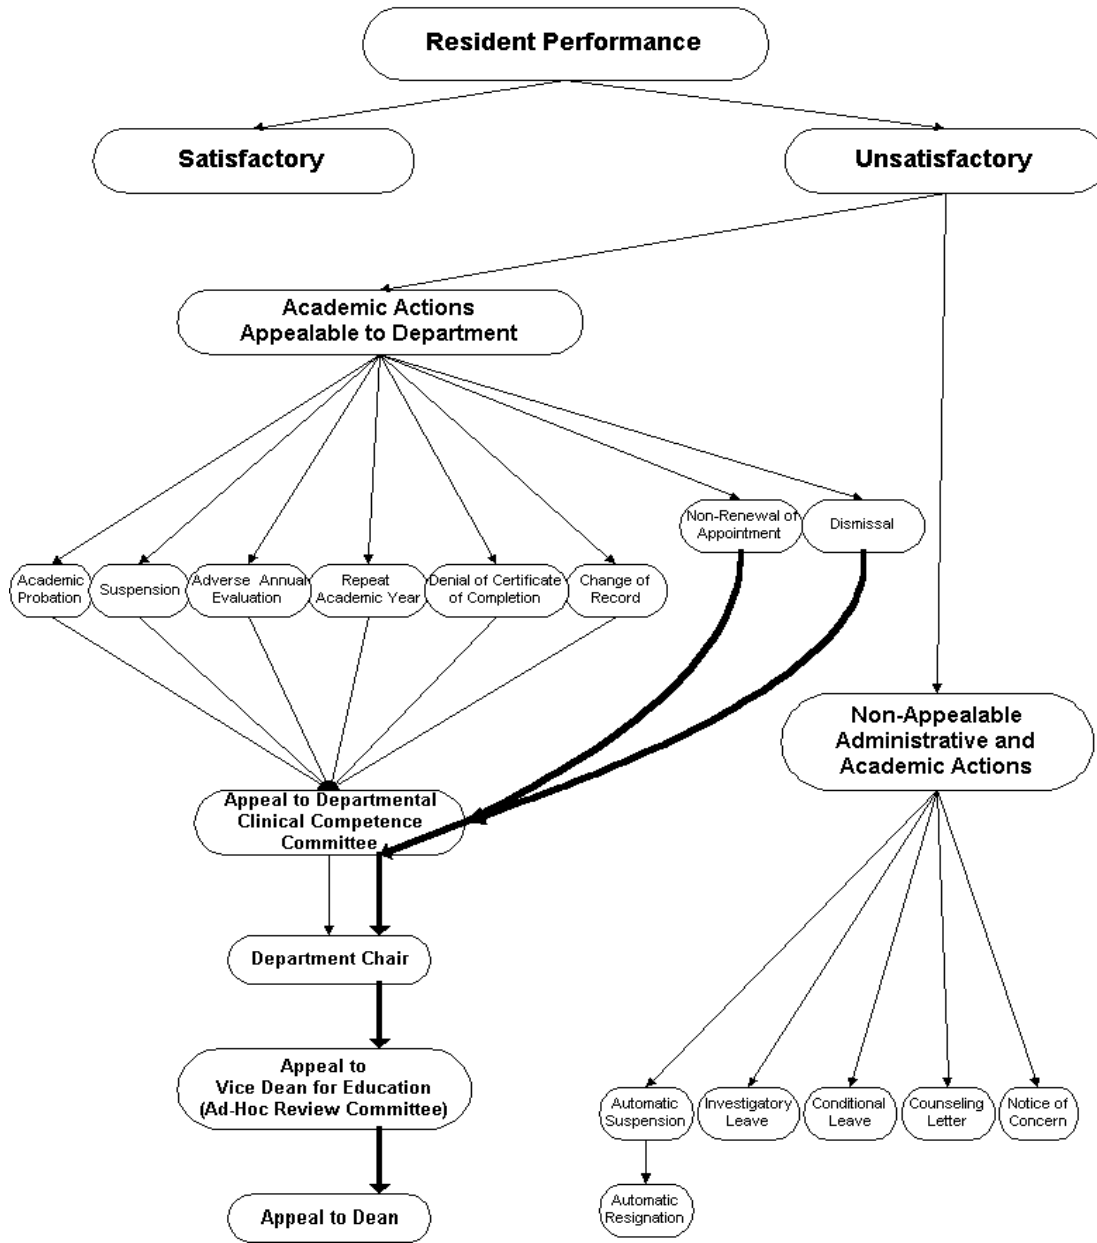 Resident Performance
Satisfactory
Unsatisfactory
Academic Actions
Appealable to Department
Non-Renewal of
Appointment
Dismissal
Academic
Probation
Suspension
Adverse Annual
Evaluation
Repeat
Academic Year
Denial of Certificate
of Completion
Change of
Record
Non-Appealable
Administrative and
Academic Actions
Appeal to Departmental
Clinical Competence
Committee
Department Chair
Appeal to
Vice Dean for Education
(Ad-Hoc Review Committee)
Appeal to Dean
Automatic
Suspension
Investigatory
Leave
Conditional
Leave
Counseling
Letter
Notice of
Concern
Automatic
Resignation